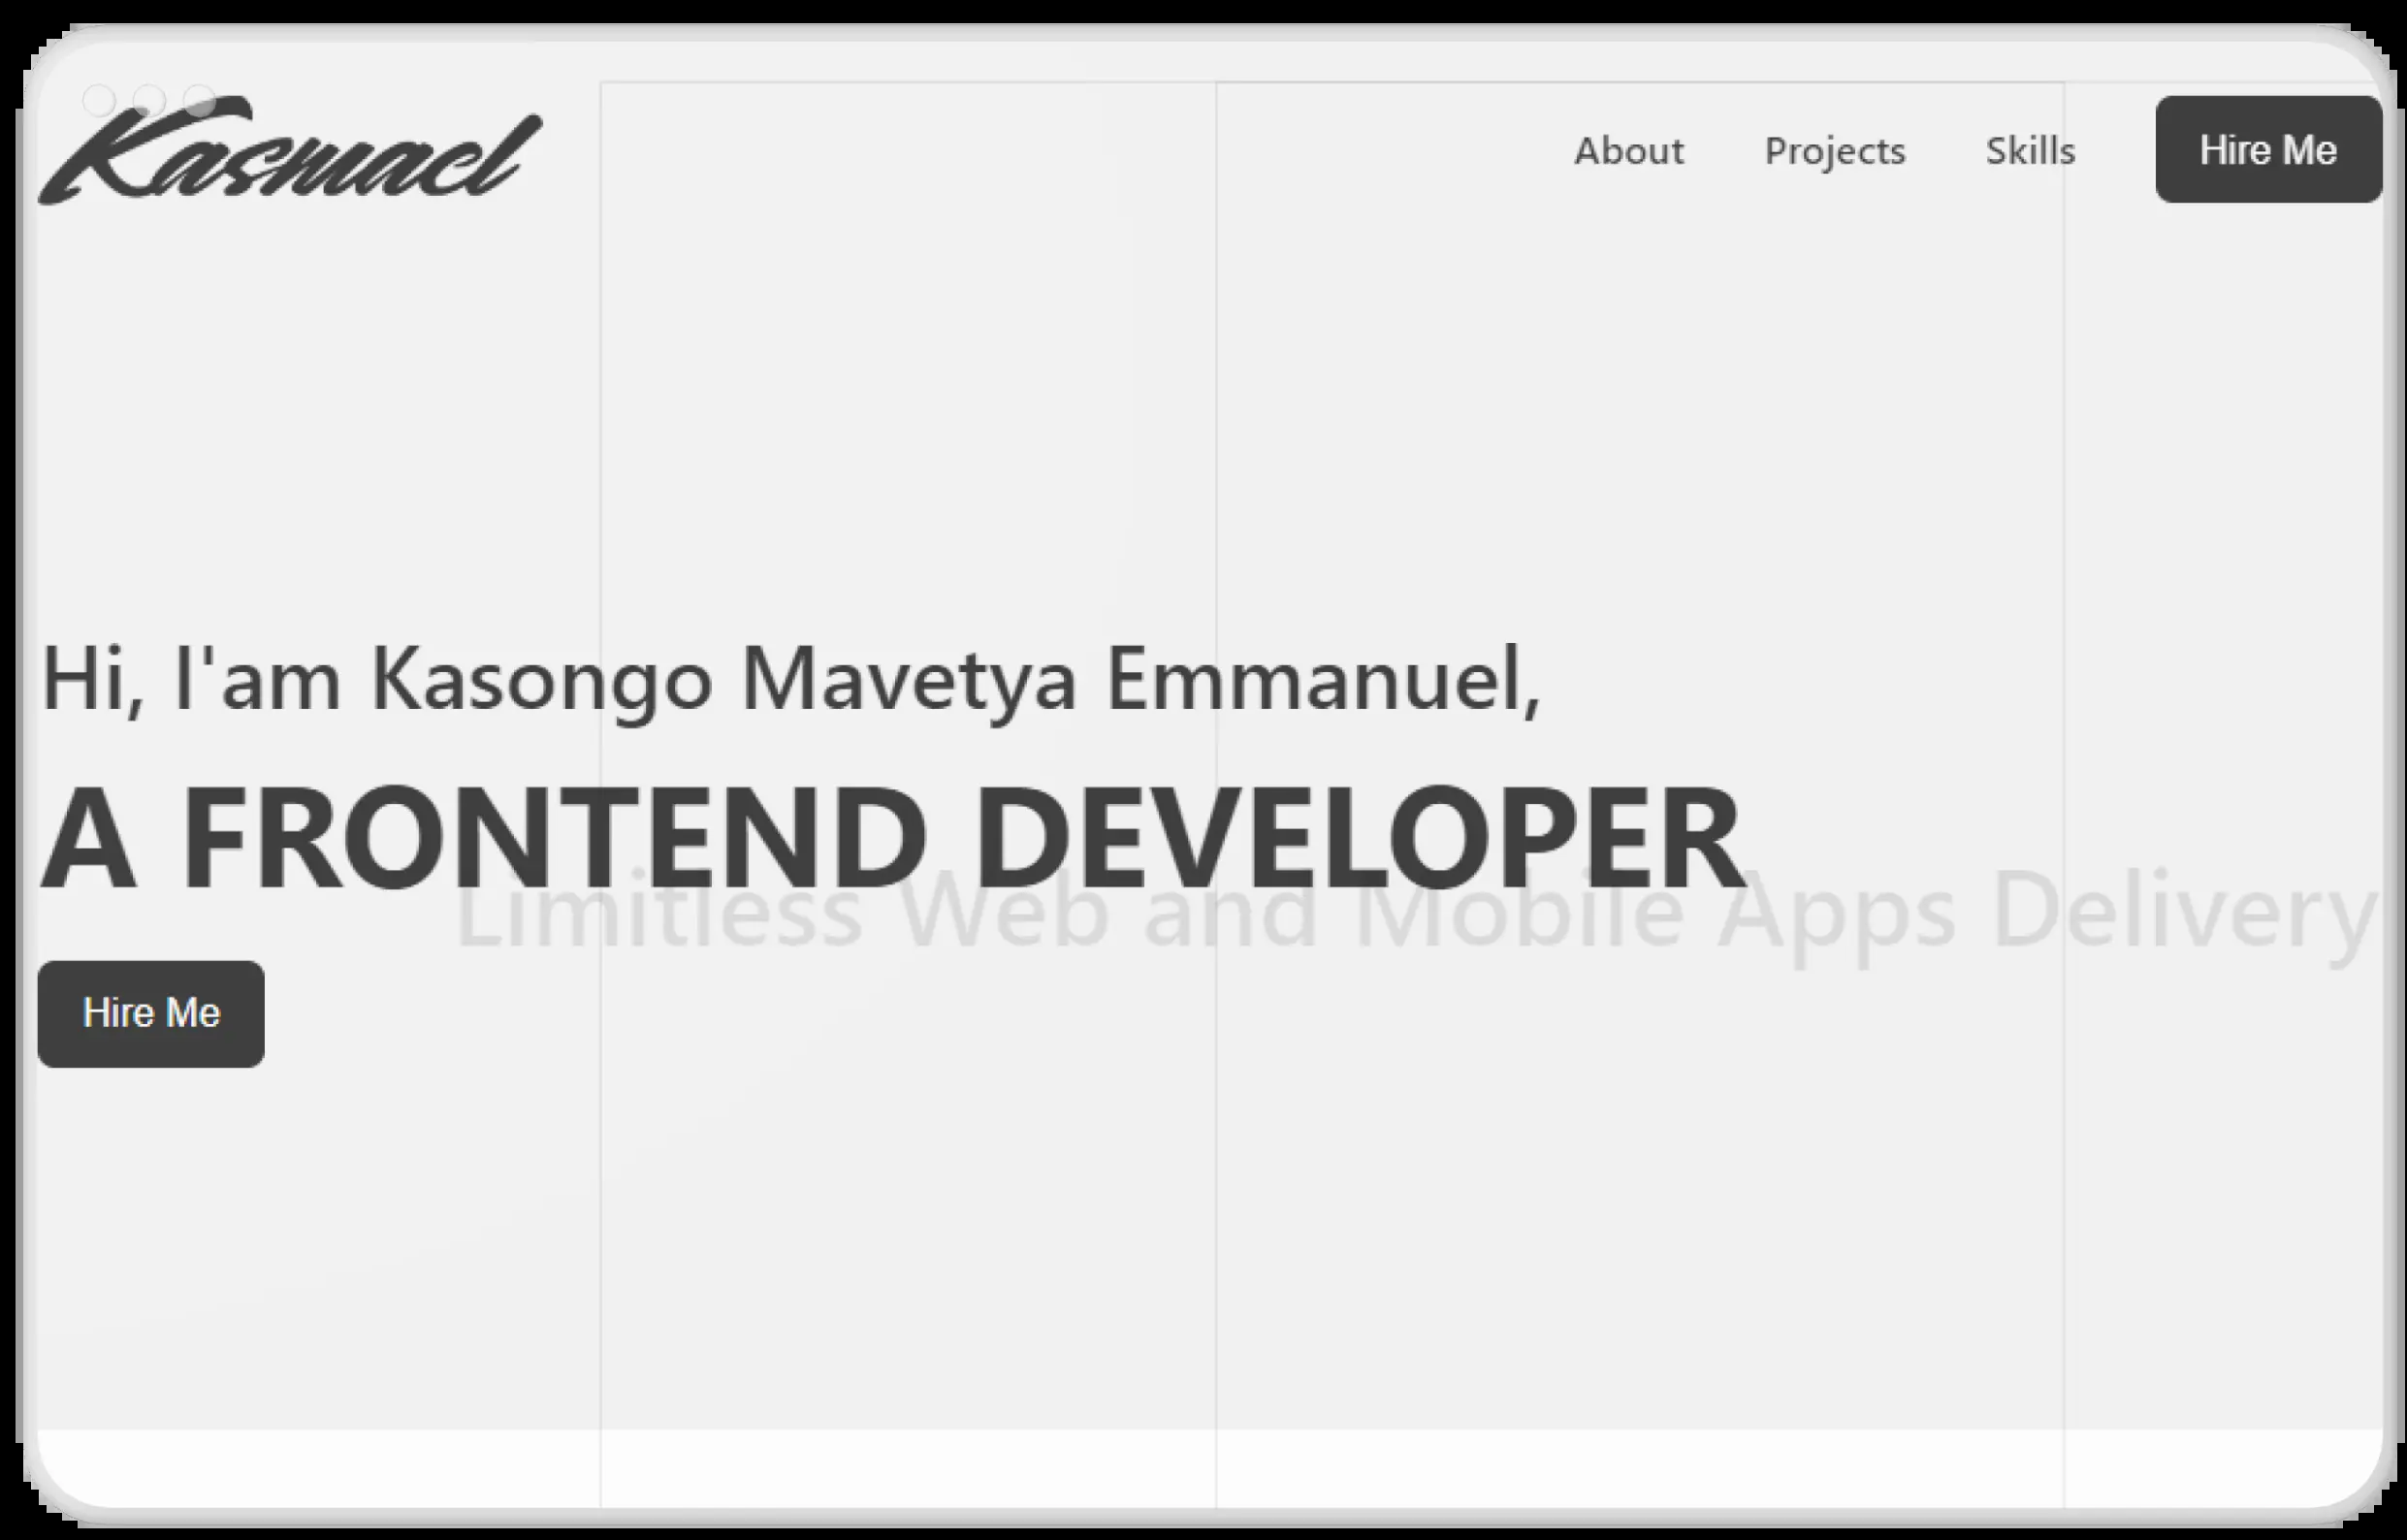 Kasmael
About Projects Skills Hire Me
Hi, I'am Kasongo Mavetya Emmanuel,
A FRONTEND DEVELOPER
Limitless Web and Mobile Apps Delivery
Hire Me